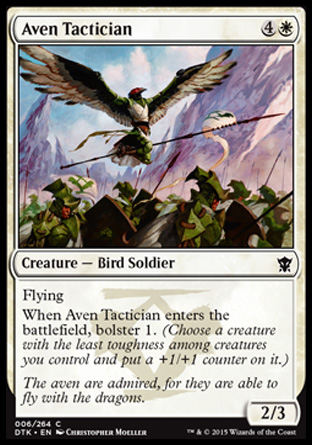 Aven Tactician 4
Creature — Bird Soldier
Flying
When Aven Tactician enters the
battlefield, bolster 1. (Choose a creature
with the least toughness among creatures
you control and put a +1/+1 counter on it.)
The aven are admired, for they are able to
fly with the dragons.
2/3
006/264 C
DTK • EN Christopher Moeller ™ & © 2015 Wizards of the Coast